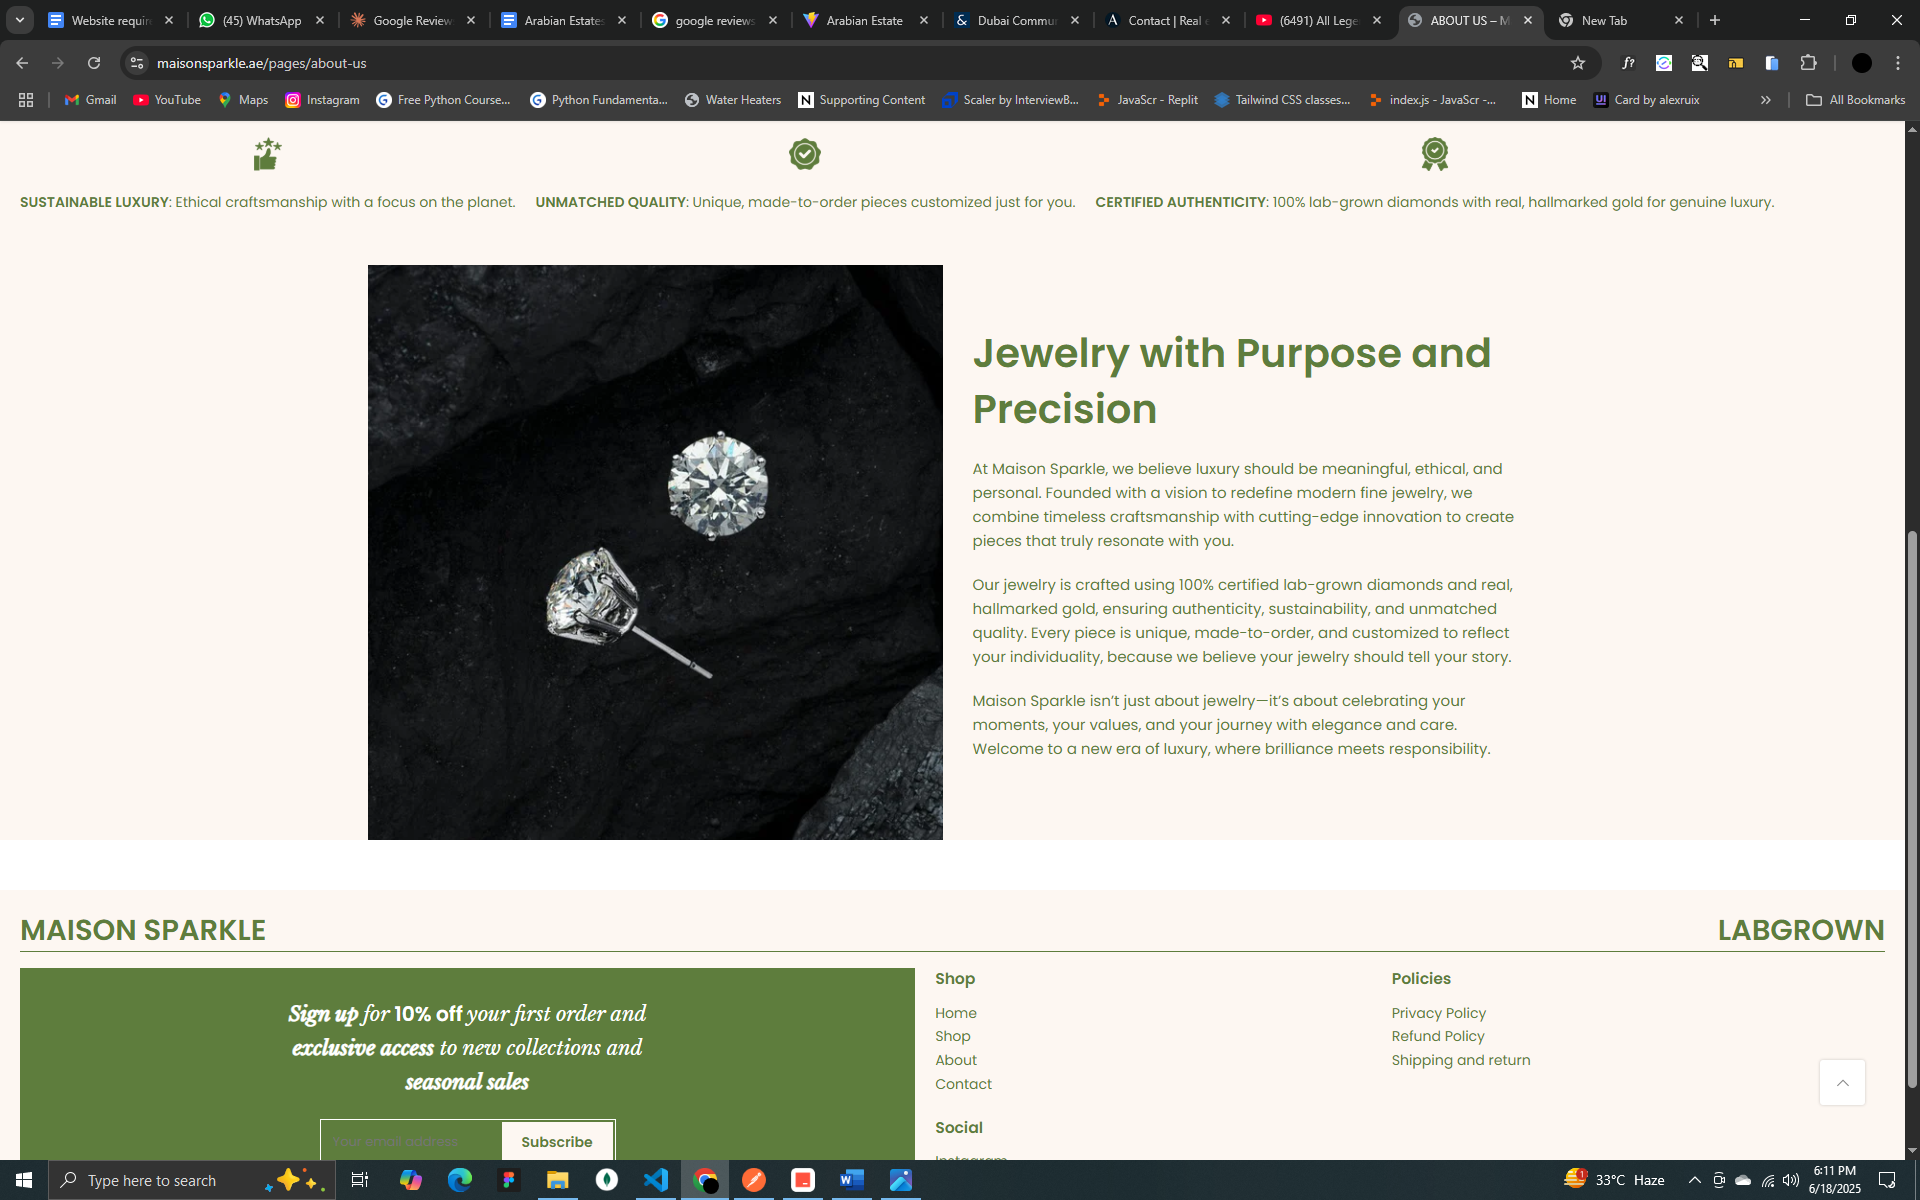 Website require
(45) WhatsApp
Google Review
Arabian Estates
google reviews
Arabian Estate
Dubai Commu
Contact | Real e
(6491) All Lege
ABOUT US – M
New Tab
maisonsparkle.ae/pages/about-us
Gmail
YouTube
Maps
Instagram
Free Python Course...
Python Fundamenta...
Water Heaters
Supporting Content
Scaler by InterviewB...
JavaScr - Replit
Tailwind CSS classes...
index.js - JavaScr -...
Home
Card by alexruix
All Bookmarks
SUSTAINABLE LUXURY: Ethical craftsmanship with a focus on the planet.
UNMATCHED QUALITY: Unique, made-to-order pieces customized just for you.
CERTIFIED AUTHENTICITY: 100% lab-grown diamonds with real, hallmarked gold for genuine luxury.
Jewelry with Purpose and
Precision
At Maison Sparkle, we believe luxury should be meaningful, ethical, and
personal. Founded with a vision to redefine modern fine jewelry, we
combine timeless craftsmanship with cutting-edge innovation to create
pieces that truly resonate with you.
Our jewelry is crafted using 100% certified lab-grown diamonds and real,
hallmarked gold, ensuring authenticity, sustainability, and unmatched
quality. Every piece is unique, made-to-order, and customized to reflect
your individuality, because we believe your jewelry should tell your story.
Maison Sparkle isn’t just about jewelry—it’s about celebrating your
moments, your values, and your journey with elegance and care.
Welcome to a new era of luxury, where brilliance meets responsibility.
MAISON SPARKLE
LABGROWN
Sign up for 10% off your first order and
exclusive access to new collections and
seasonal sales
Your email address
Subscribe
Shop
Home
Shop
About
Contact
Social
Instagram
Policies
Privacy Policy
Refund Policy
Shipping and return
Type here to search
33°C Haze
6:11 PM
6/18/2025